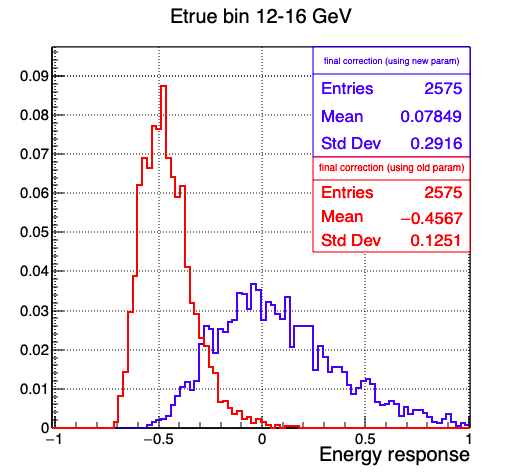 Etrue bin 12-16 GeV
final correction (using new param)
Entries 2575
Mean 0.07849
Std Dev 0.2916
final correction (using old param)
Entries 2575
Mean −0.4567
Std Dev 0.1251
0.09
0.08
0.07
0.06
0.05
0.04
0.03
0.02
0.01
0
−1 −0.5 0 0.5 1
Energy response